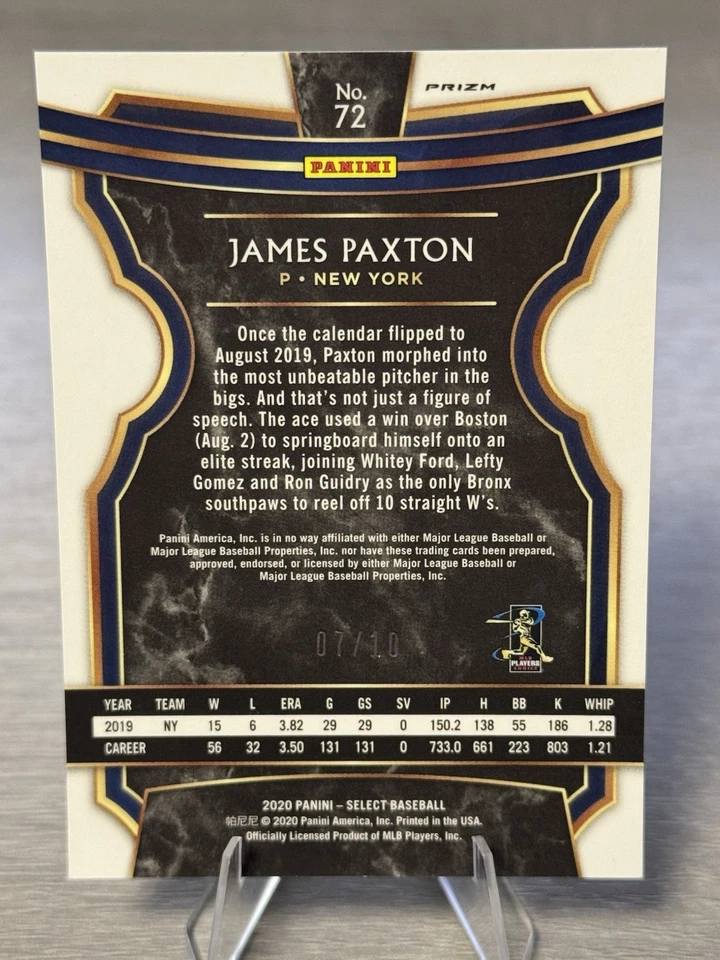 No.
72
PRIZM
PANINI
JAMES PAXTON
P • NEW YORK
Once the calendar flipped to
August 2019, Paxton morphed into
the most unbeatable pitcher in the
bigs. And that's not just a figure of
speech. The ace used a win over Boston
(Aug. 2) to springboard himself onto an
elite streak, joining Whitey Ford, Lefty
Gomez and Ron Guidry as the only Bronx
southpaws to reel off 10 straight W's.
Panini America, Inc. is in no way affiliated with either Major League Baseball or
Major League Baseball Properties, Inc. nor have these trading cards been prepared,
approved, endorsed, or licensed by either Major League Baseball or
Major League Baseball Properties, Inc.
07/10
MLB
PLAYERS
CHOICE
YEAR TEAM W L ERA G GS SV IP H BB K WHIP
2019 NY 15 6 3.82 29 29 0 150.2 138 55 186 1.28
CAREER 56 32 3.50 131 131 0 733.0 661 223 803 1.21
2020 PANINI – SELECT BASEBALL
帕尼尼 © 2020 Panini America, Inc. Printed in the USA.
Officially Licensed Product of MLB Players, Inc.